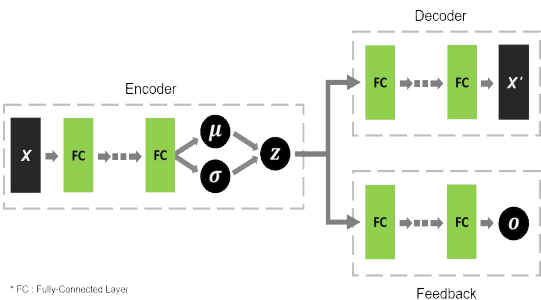 Decoder
FC
FC
X'
Encoder
X
FC
FC
μ
σ
z
FC
FC
o
Feedback
* FC : Fully-Connected Layer